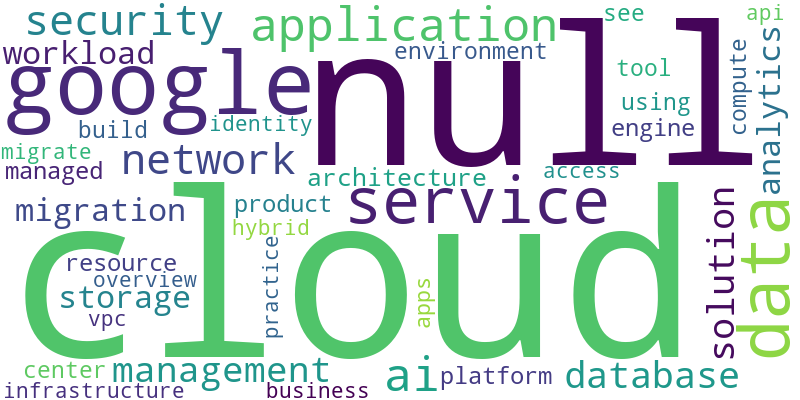 security
application
see
api
workload
google
null
environment
tool
compute
analytics
build
identity
using
engine
migrate
managed
network
architecture
access
service
migration
product
hybrid
cloud
solution
data
resource
overview
practice
storage
vpc
apps
center
management
ai
platform
database
infrastructure
business